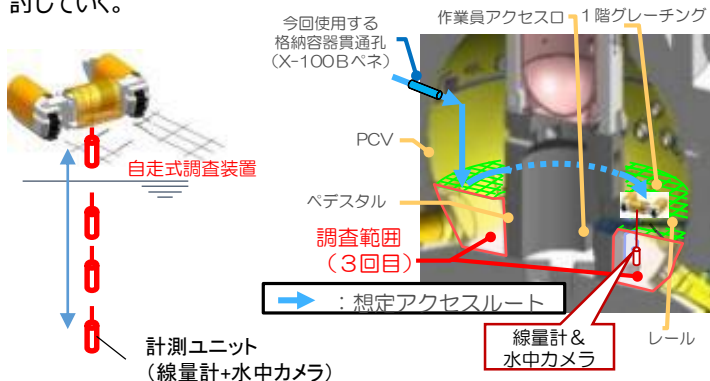 討していく。
今回使用する
格納容器貫通孔
(X-100Bペネ)
作業員アクセス口
1階グレーチング
PCV
自走式調査装置
ペデスタル
調査範囲
(3回目)
:想定アクセスルート
線量計&
水中カメラ
レール
計測ユニット
(線量計+水中カメラ)